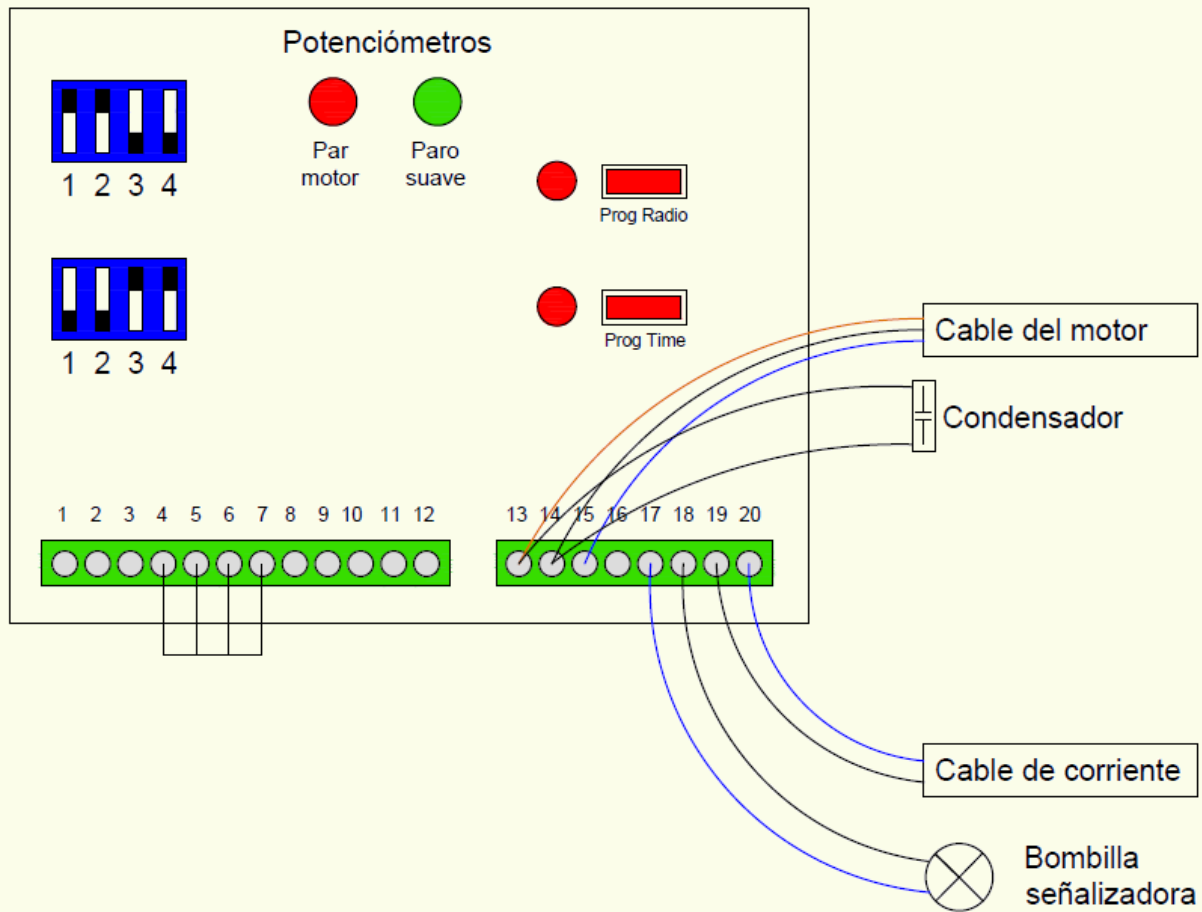 Potenciómetros
Par
motor
Paro
suave
1 2 3 4
Prog Radio
1 2 3 4
Prog Time
Cable del motor
Condensador
1 2 3 4 5 6 7 8 9 10 11 12
13 14 15 16 17 18 19 20
Cable de corriente
Bombilla
señalizadora